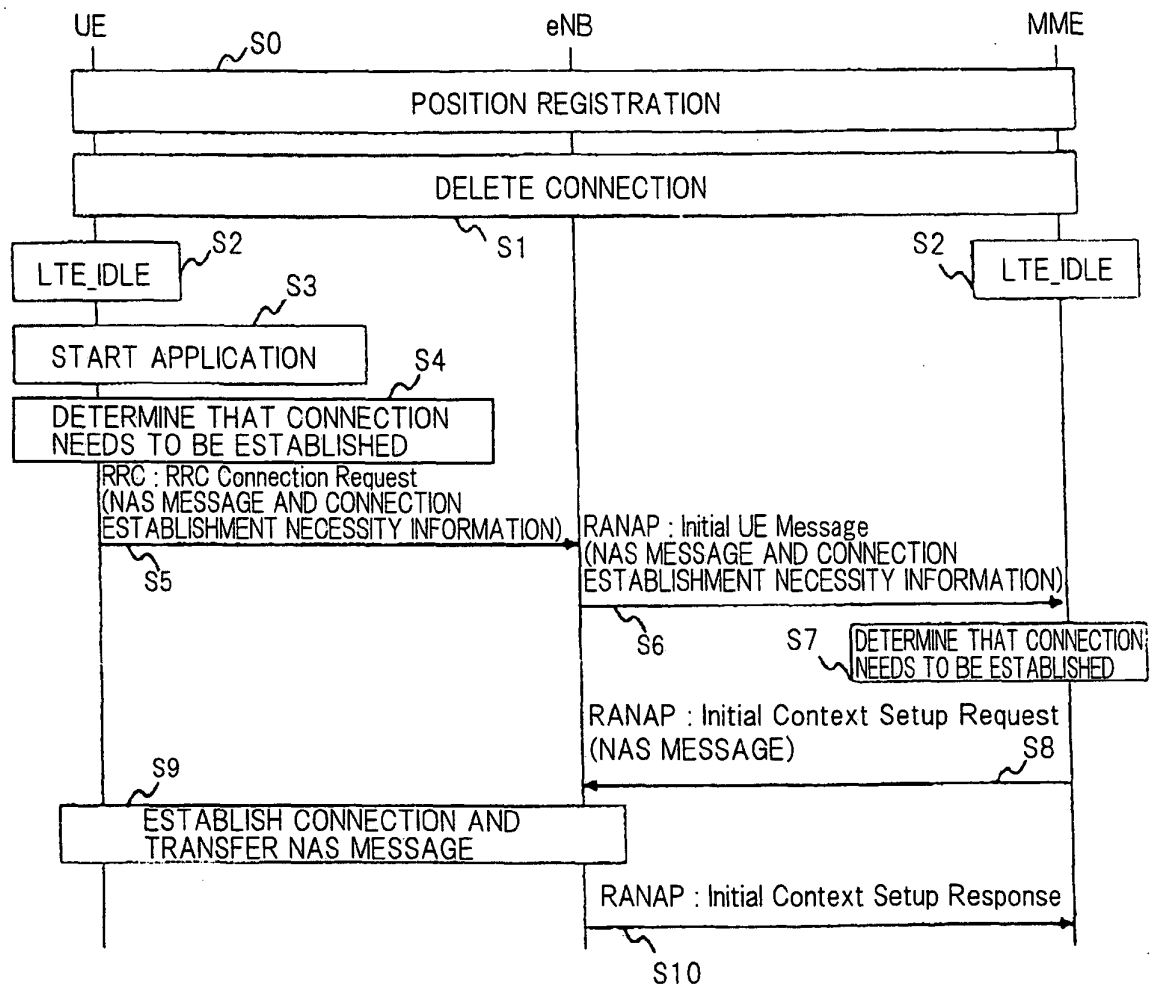 UE
eNB
MME
S0
POSITION REGISTRATION
DELETE CONNECTION
S1
S2
LTE_IDLE
S2
LTE_IDLE
S3
START APPLICATION
S4
DETERMINE THAT CONNECTION
NEEDS TO BE ESTABLISHED
RRC : RRC Connection Request
(NAS MESSAGE AND CONNECTION
ESTABLISHMENT NECESSITY INFORMATION)
S5
RANAP : Initial UE Message
(NAS MESSAGE AND CONNECTION
ESTABLISHMENT NECESSITY INFORMATION)
S6
S7
DETERMINE THAT CONNECTION
NEEDS TO BE ESTABLISHED
RANAP : Initial Context Setup Request
(NAS MESSAGE)
S8
S9
ESTABLISH CONNECTION AND
TRANSFER NAS MESSAGE
RANAP : Initial Context Setup Response
S10